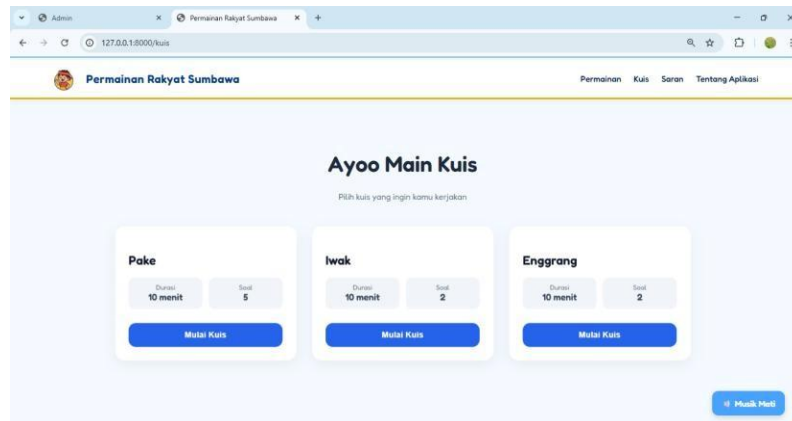 Admin
Permainan Rakyat Sumbawa
127.0.0.1:8000/kuis
Permainan Rakyat Sumbawa
Permainan Kuis Saran Tentang Aplikasi
Ayoo Main Kuis
Pilih kuis yang ingin kamu kerjakan
Pake
Durasi
10 menit
Soal
5
Mulai Kuis
Iwak
Durasi
10 menit
Soal
2
Mulai Kuis
Enggrang
Durasi
10 menit
Soal
2
Mulai Kuis
Musik Mati